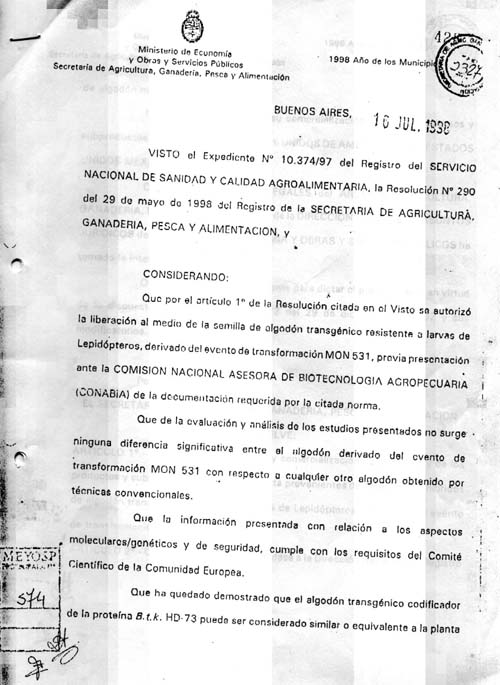 Ministerio de Economía
y Obras y Servicios Públicos
Secretaría de Agricultura, Ganadería, Pesca y Alimentación
1998 Año de los Municipio
BUENOS AIRES, 16 JUL. 1998
VISTO el Expediente N° 10.374/97 del Registro del SERVICIO
NACIONAL DE SANIDAD Y CALIDAD AGROALIMENTARIA, la Resolución N° 290
del 29 de mayo de 1998 del Registro de la SECRETARIA DE AGRICULTURA,
GANADERIA, PESCA Y ALIMENTACION, y
CONSIDERANDO:
Que por el artículo 1° de la Resolución citada en el Visto se autorizó
la liberación al medio de la semilla de algodón transgénico resistente a larvas de
Lepidópteros, derivado del evento de transformación MON 531, previa presentación
ante la COMISION NACIONAL ASESORA DE BIOTECNOLOGIA AGROPECUARIA
(CONABIA) de la documentación requerida por la citada norma.
Que de la evaluación y análisis de los estudios presentados no surge
ninguna diferencia significativa entre el algodón derivado del evento de
transformación MON 531 con respecto a cualquier otro algodón obtenido por
técnicas convencionales.
Que la información presentada con relación a los aspectos
moleculares/genéticos y de seguridad, cumple con los requisitos del Comité
Científico de la Comunidad Europea.
MEYOSP
574
Que ha quedado demostrado que el algodón transgénico codificador
de la proteína B.t.k. HD-73 puede ser considerado similar o equivalente a la planta